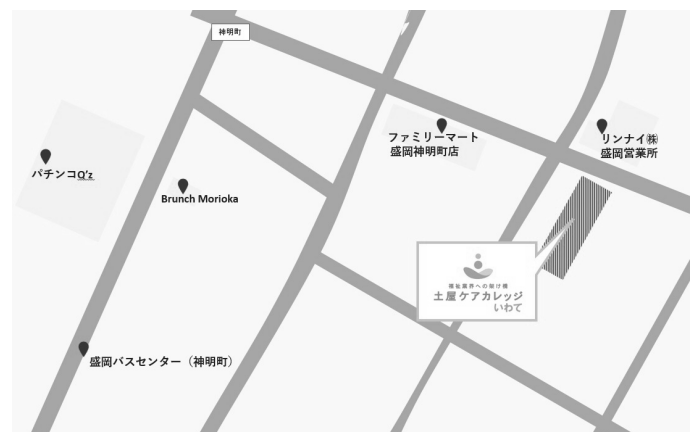 神明町
ファミリーマート
盛岡神明町店
リンナイ㈱
盛岡営業所
パチンコQ'z
Brunch Morioka
福祉業界への架け橋
土屋ケアカレッジ
いわて
盛岡バスセンター（神明町）